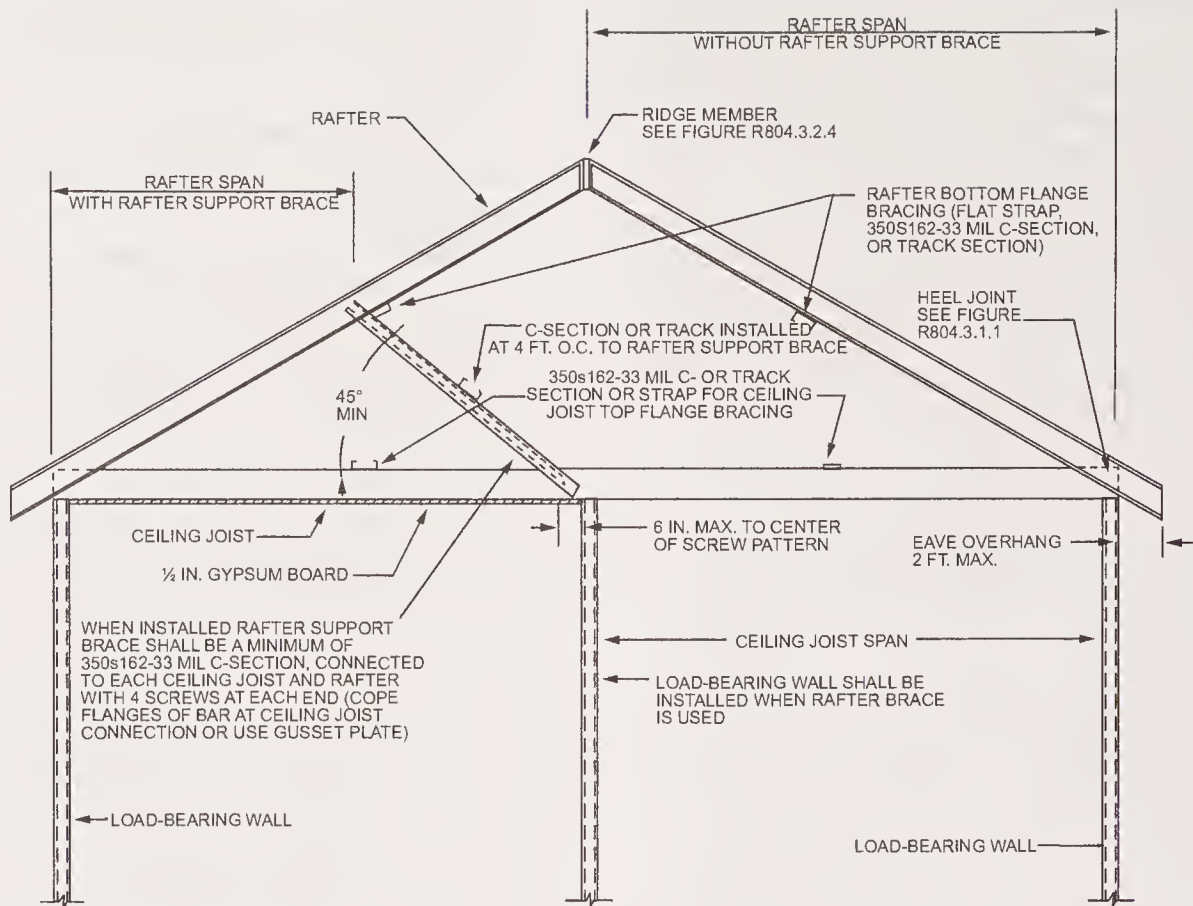 RAFTER SPAN
WITHOUT RAFTER SUPPORT BRACE
RAFTER
RIDGE MEMBER
SEE FIGURE R804.3.2.4
RAFTER SPAN
WITH RAFTER SUPPORT BRACE
RAFTER BOTTOM FLANGE
BRACING (FLAT STRAP,
350S162-33 MIL C-SECTION,
OR TRACK SECTION)
HEEL JOINT
SEE FIGURE
R804.3.1.1
C-SECTION OR TRACK INSTALLED
AT 4 FT. O.C. TO RAFTER SUPPORT BRACE
350s162-33 MIL C- OR TRACK
SECTION OR STRAP FOR CEILING
JOIST TOP FLANGE BRACING
45°
MIN
CEILING JOIST
½ IN. GYPSUM BOARD
6 IN. MAX. TO CENTER
OF SCREW PATTERN
EAVE OVERHANG
2 FT. MAX.
WHEN INSTALLED RAFTER SUPPORT
BRACE SHALL BE A MINIMUM OF
350s162-33 MIL C-SECTION, CONNECTED
TO EACH CEILING JOIST AND RAFTER
WITH 4 SCREWS AT EACH END (COPE
FLANGES OF BAR AT CEILING JOIST
CONNECTION OR USE GUSSET PLATE)
CEILING JOIST SPAN
LOAD-BEARING WALL SHALL BE
INSTALLED WHEN RAFTER BRACE
IS USED
LOAD-BEARING WALL
LOAD-BEARING WALL